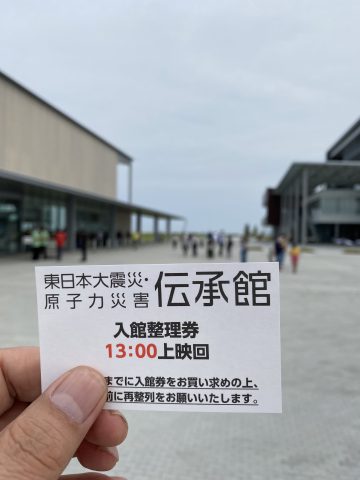 東日本大震災・
原子力災害 伝承館
入館整理券
13:00上映回
までに入館券をお買い求めの上、
前に再整列をお願いいたします。